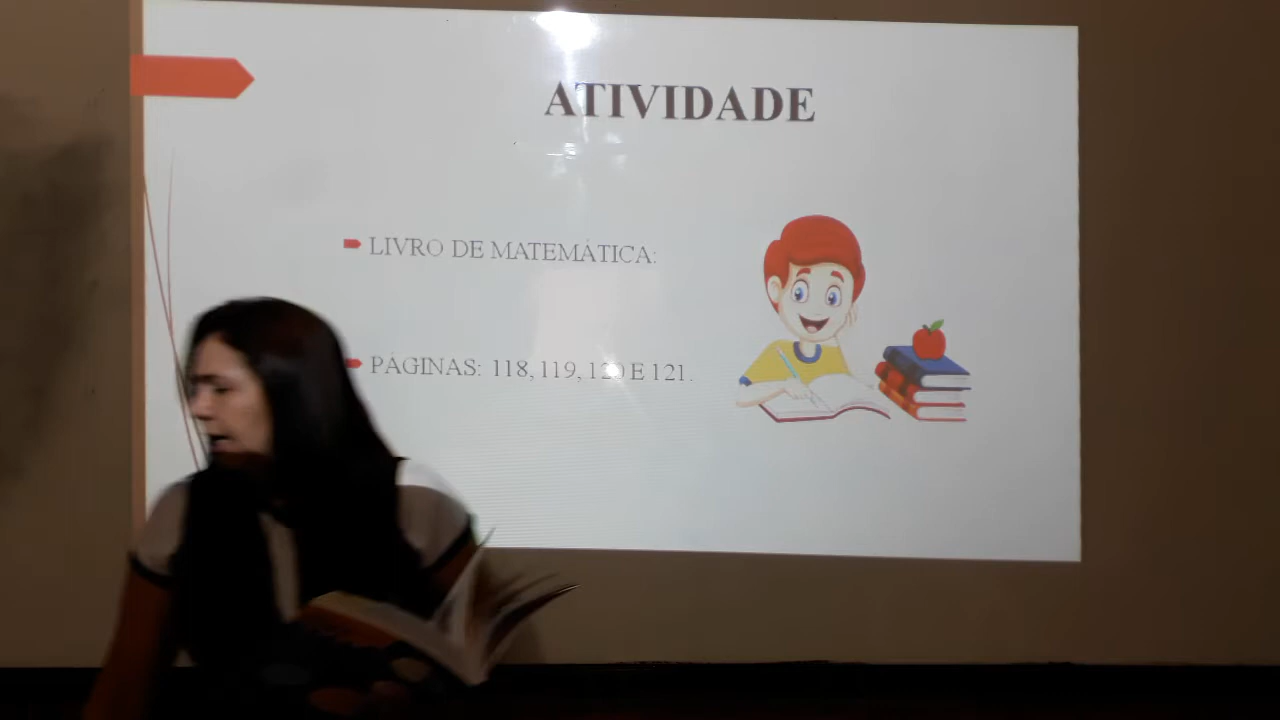 ATIVIDADE
LIVRO DE MATEMÁTICA:
PÁGINAS: 118, 119, 120 E 121.